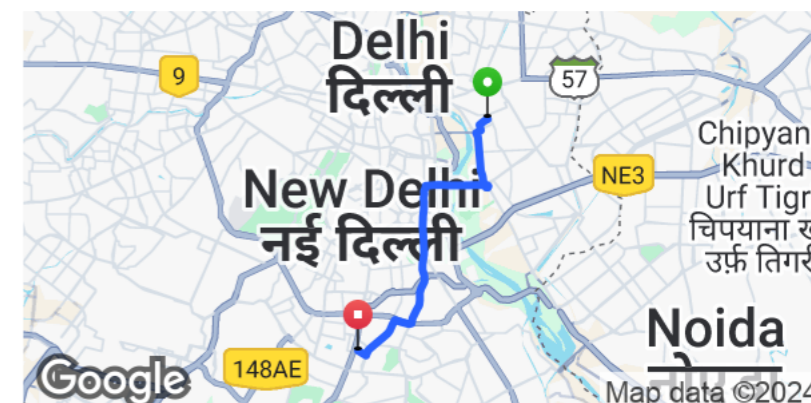 Delhi
दिल्ली
9
57
Chipyan
Khurd
Urf Tigr
चिपयाना
उर्फ़ तिगरी
NE3
New Delhi
नई दिल्ली
Noida
148AE
Google
Map data ©2024